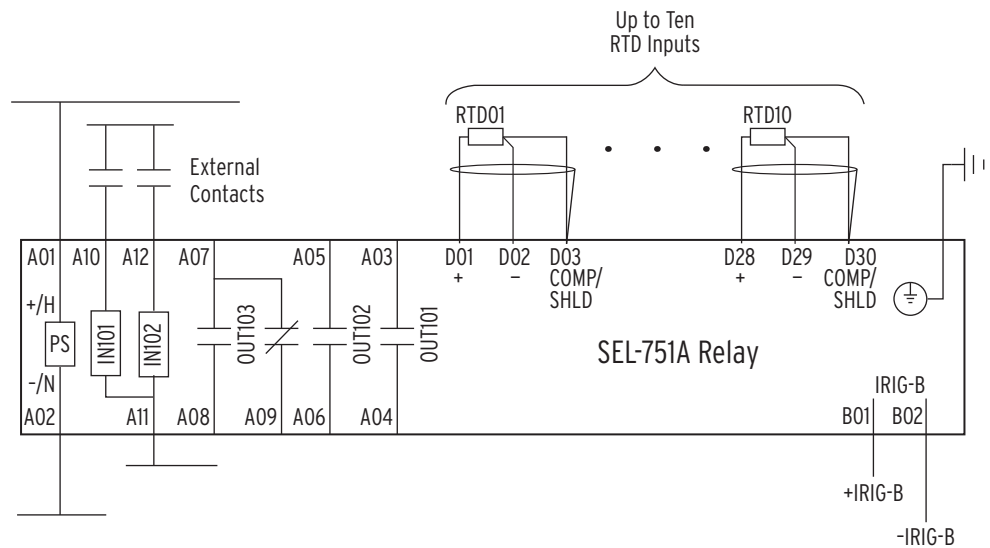 Up to Ten
RTD Inputs
RTD01
RTD10
External
Contacts
A01 A10 A12 A07 A05 A03 D01 D02 D03 D28 D29 D30
+ – COMP/ + – COMP/
SHLD SHLD
+/H
PS
IN101
IN102
OUT103
OUT102
OUT101
–/N
SEL-751A Relay
IRIG-B
A02 A11 A08 A09 A06 A04 B01 B02
+IRIG-B
–IRIG-B